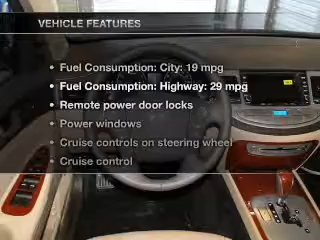 VEHICLE FEATURES
• Fuel Consumption: City: 19 mpg
• Fuel Consumption: Highway: 29 mpg
• Remote power door locks
• Power windows
• Cruise controls on steering wheel
• Cruise control